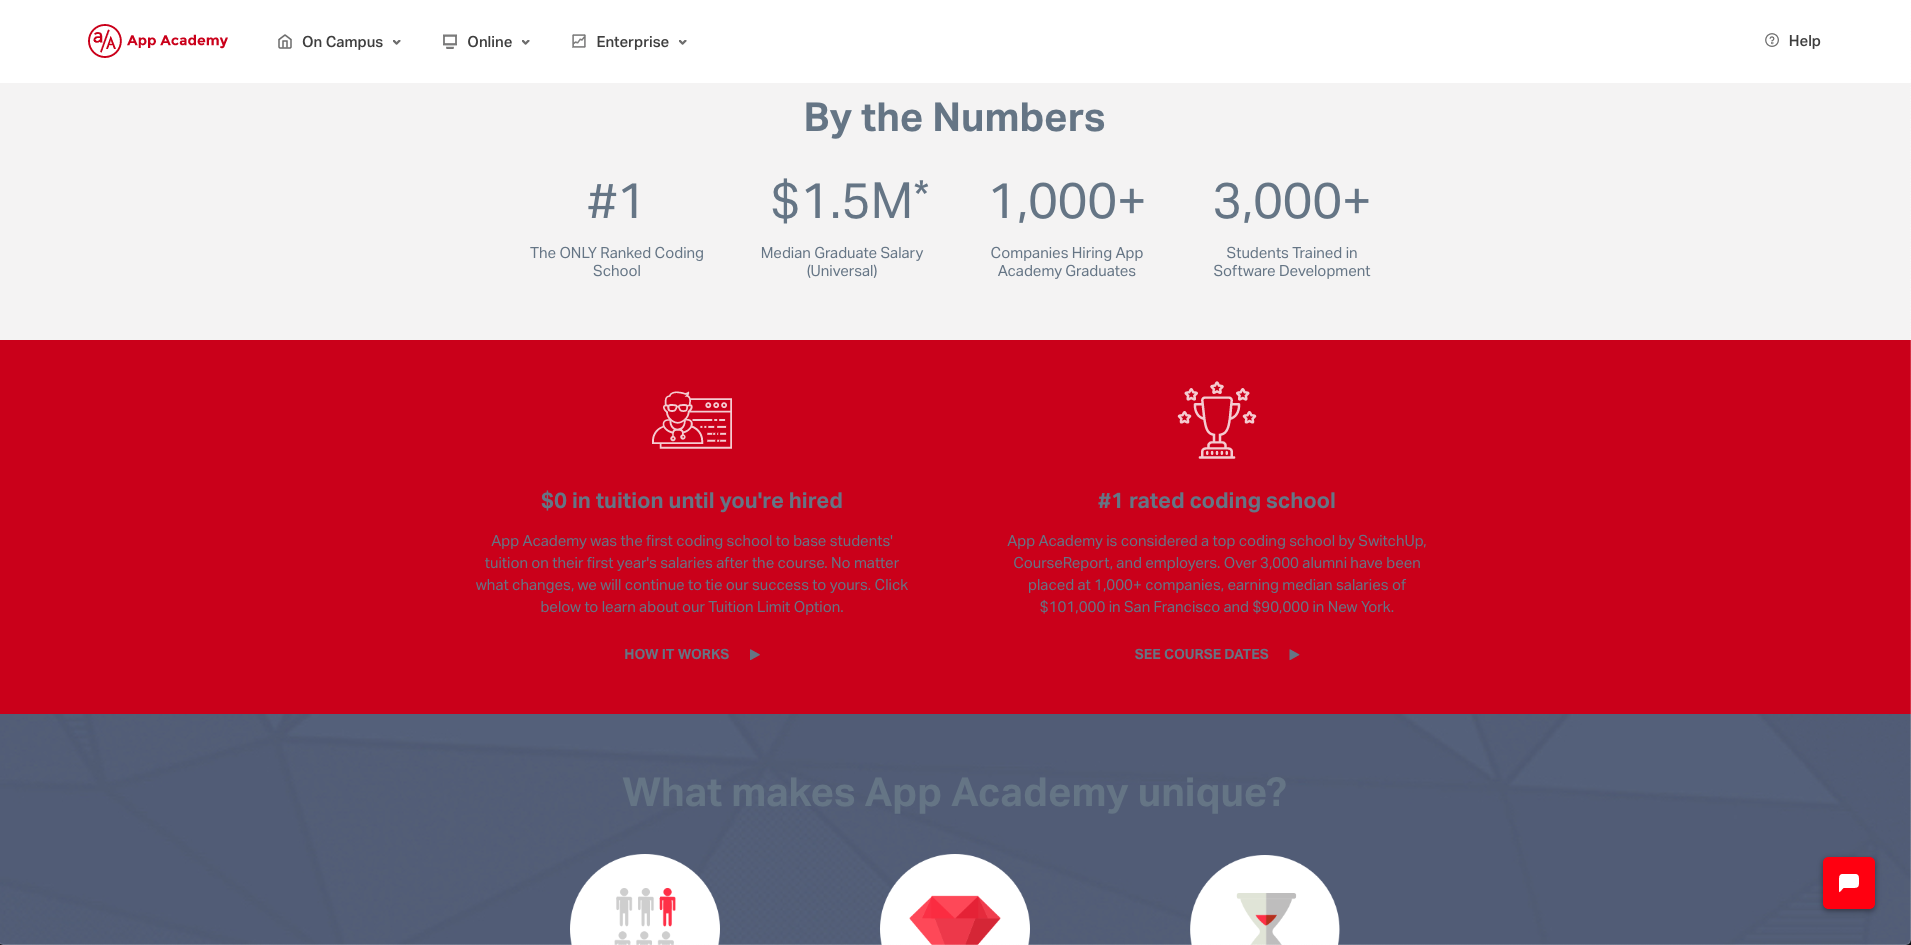 a/A App Academy
On Campus
Online
Enterprise
Help
By the Numbers
#1
The ONLY Ranked Coding
School
$1.5M*
Median Graduate Salary
(Universal)
1,000+
Companies Hiring App
Academy Graduates
3,000+
Students Trained in
Software Development
$0 in tuition until you're hired
App Academy was the first coding school to base students'
tuition on their first year's salaries after the course. No matter
what changes, we will continue to tie our success to yours. Click
below to learn about our Tuition Limit Option.
HOW IT WORKS
#1 rated coding school
App Academy is considered a top coding school by SwitchUp,
CourseReport, and employers. Over 3,000 alumni have been
placed at 1,000+ companies, earning median salaries of
$101,000 in San Francisco and $90,000 in New York.
SEE COURSE DATES
What makes App Academy unique?